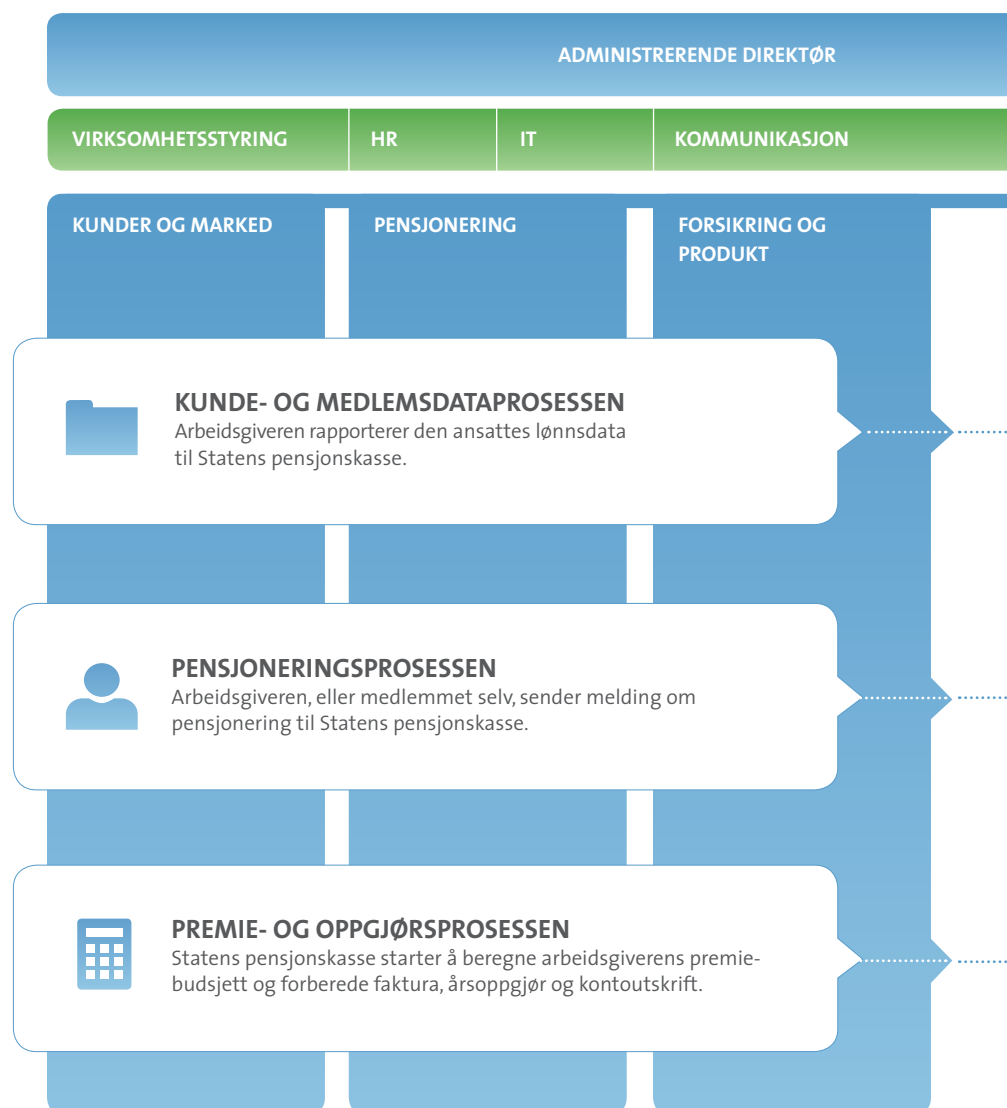 ADMINISTRERENDE DIREKTØR
VIRKSOMHETSSTYRING
HR
IT
KOMMUNIKASJON
KUNDER OG MARKED
PENSJONERING
FORSIKRING OG
PRODUKT
KUNDE- OG MEDLEMSDATAPROSESSEN
Arbeidsgiveren rapporterer den ansattes lønnsdata
til Statens pensjonskasse.
PENSJONERINGSPROSESSEN
Arbeidsgiveren, eller medlemmet selv, sender melding om
pensjonering til Statens pensjonskasse.
PREMIE- OG OPPGJØRSPROSESSEN
Statens pensjonskasse starter å beregne arbeidsgiverens premie-
budsjett og forberede faktura, årsoppgjør og kontoutskrift.